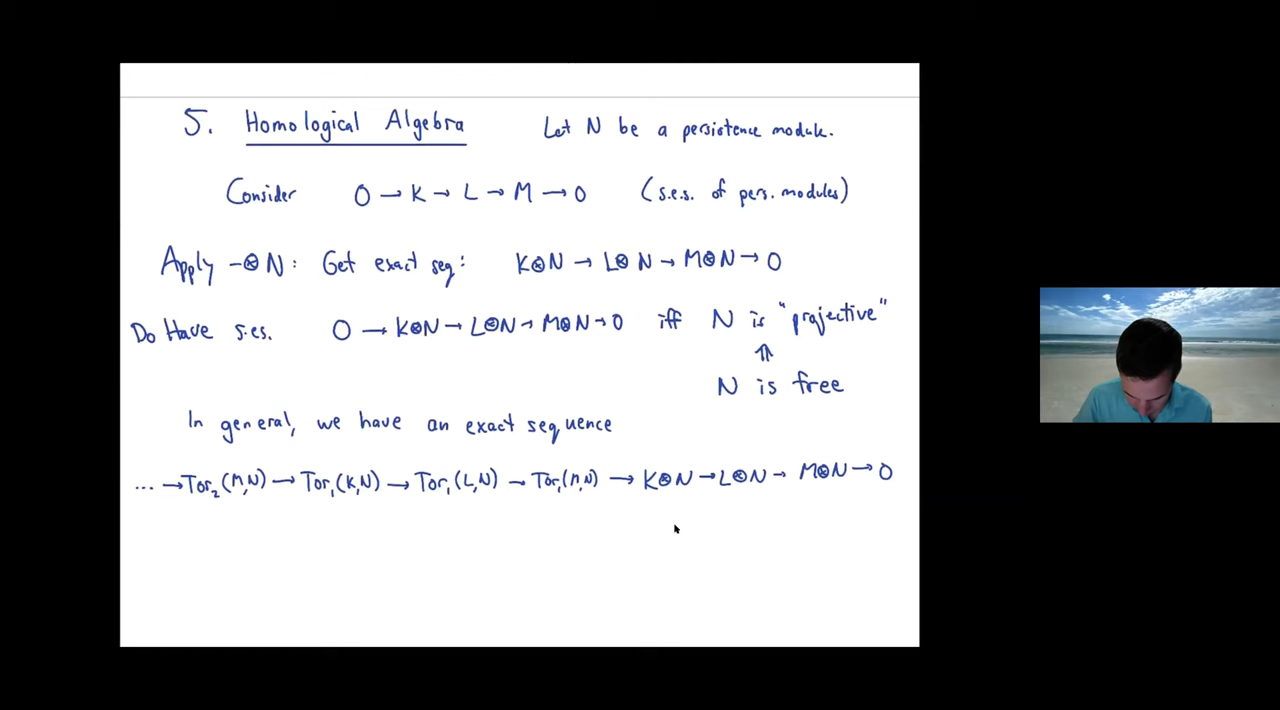 5. Homological Algebra Let N be a persistence module.
Consider 0 → K → L → M → 0 (s.e.s. of pers. modules)
Apply -⊗N: Get exact seq: K⊗N → L⊗N → M⊗N → 0
Do Have s.e.s. 0 → K⊗N → L⊗N → M⊗N → 0 iff N is "projective"
⇑
N is free
In general, we have an exact sequence
... → Tor₂(M,N) → Tor₁(K,N) → Tor₁(L,N) → Tor₁(M,N) → K⊗N → L⊗N → M⊗N → 0